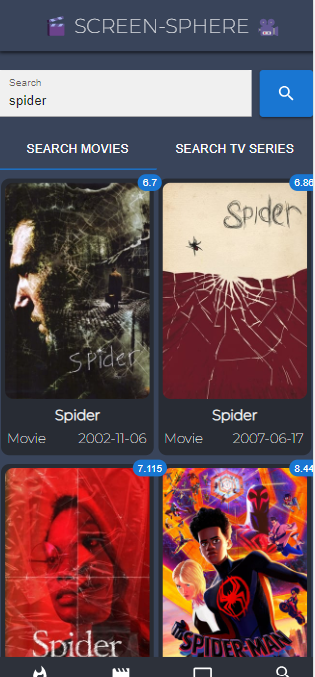 SCREEN-SPHERE
Search
spider
SEARCH MOVIES
SEARCH TV SERIES
6.7
6.86
Spider
Spider
Spider
Spider
Movie
2002-11-06
Movie
2007-06-17
7.115
8.44
Spider
SPIDER-MAN